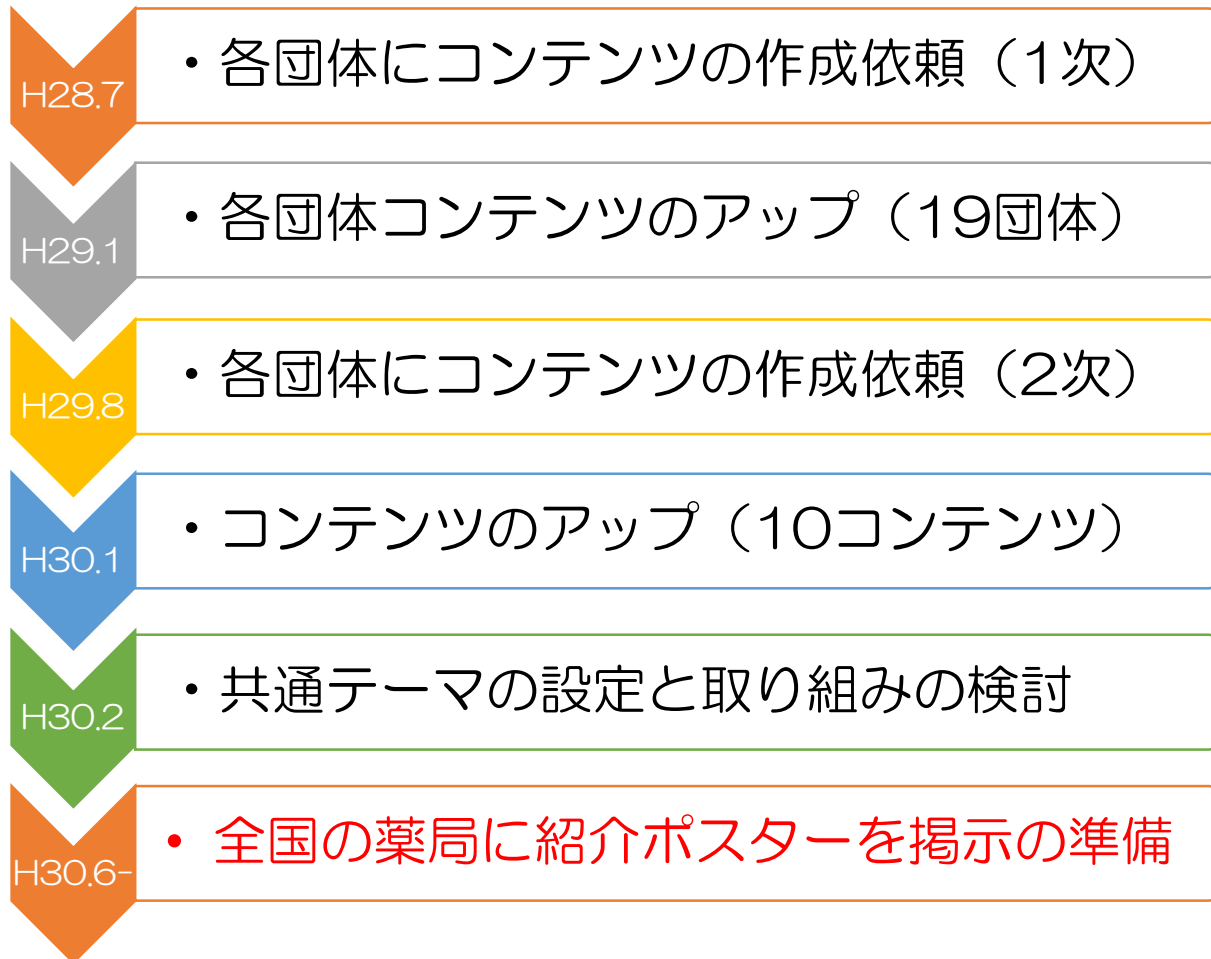 H28.7
・各団体にコンテンツの作成依頼（1次）
H29.1
・各団体コンテンツのアップ（19団体）
H29.8
・各団体にコンテンツの作成依頼（2次）
H30.1
・コンテンツのアップ（10コンテンツ）
H30.2
・共通テーマの設定と取り組みの検討
H30.6-
• 全国の薬局に紹介ポスターを掲示の準備